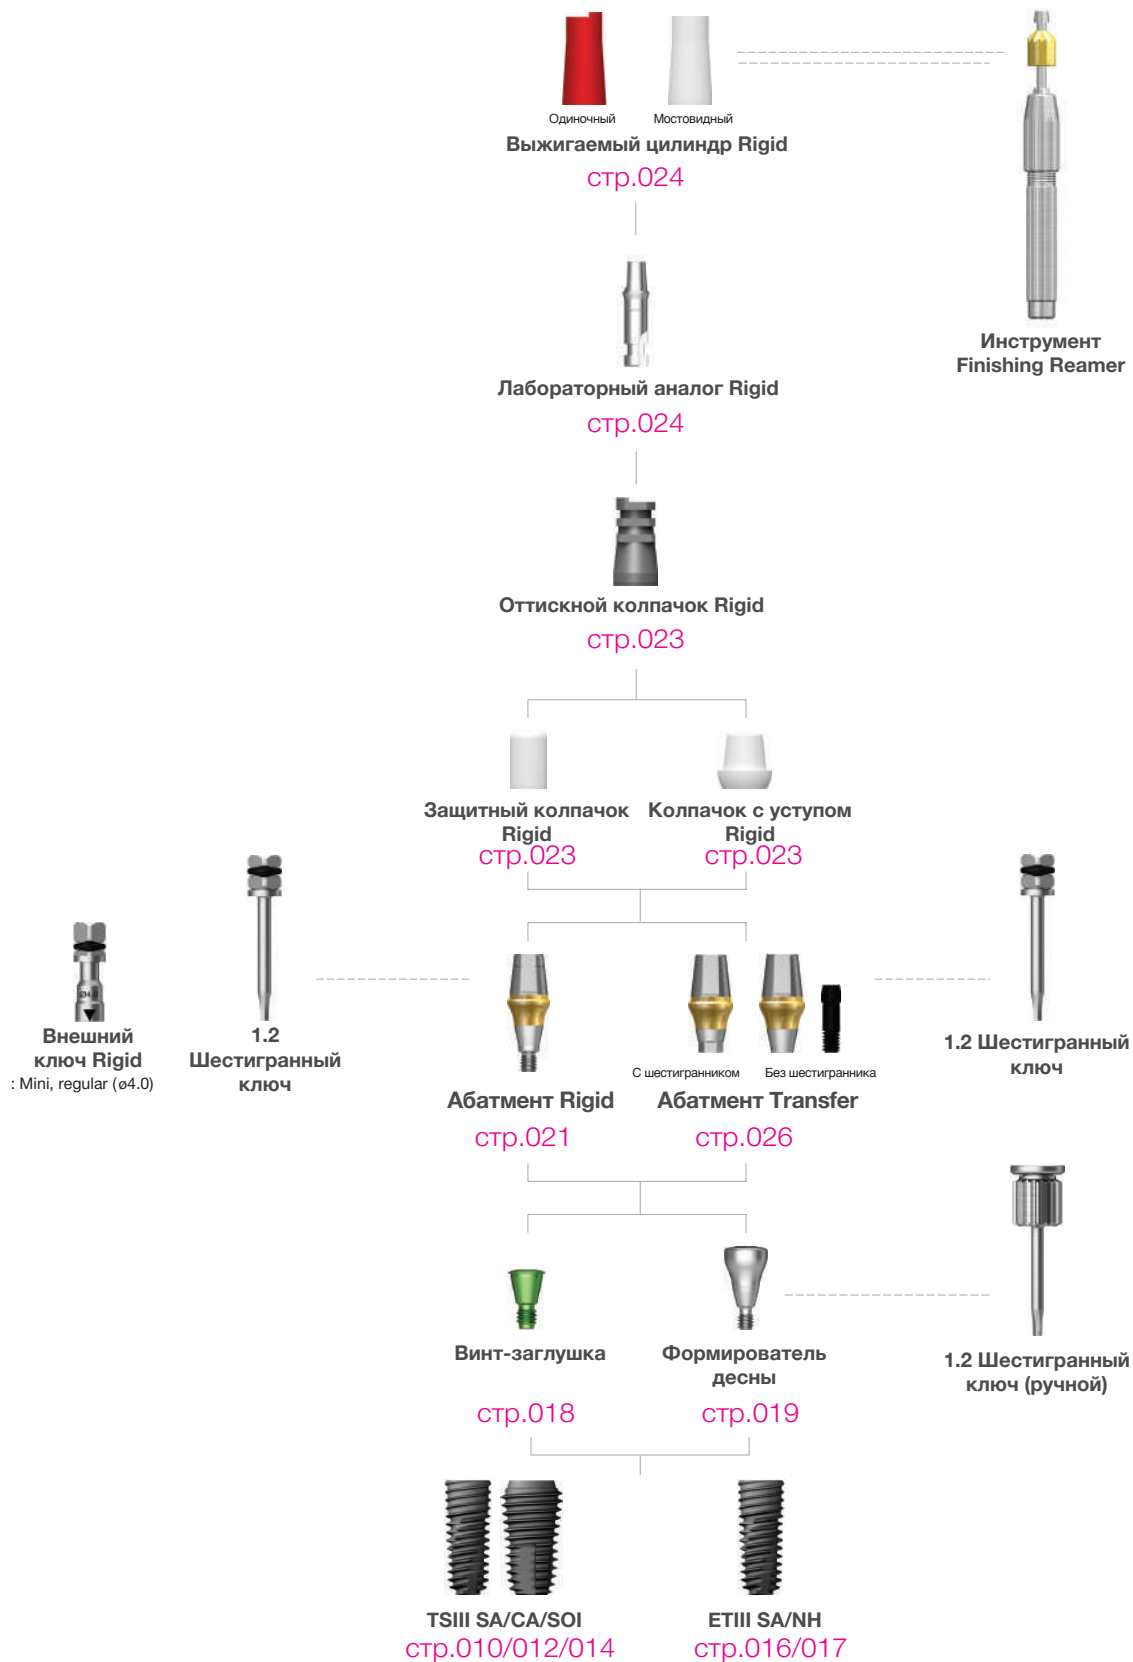 Одиночный
Мостовидный
Выжигаемый цилиндр Rigid
стр.024
Инструмент
Finishing Reamer
Лабораторный аналог Rigid
стр.024
Оттискной колпачок Rigid
стр.023
Защитный колпачок
Rigid
стр.023
Колпачок с уступом
Rigid
стр.023
Ø4.0
Внешний
ключ Rigid
: Mini, regular (ø4.0)
1.2
Шестигранный
ключ
С шестигранником
Без шестигранника
Абатмент Rigid
стр.021
Абатмент Transfer
стр.026
1.2 Шестигранный
ключ
Винт-заглушка
стр.018
Формирователь
десны
стр.019
1.2 Шестигранный
ключ (ручной)
TSIII SA/CA/SOI
стр.010/012/014
ETIII SA/NH
стр.016/017